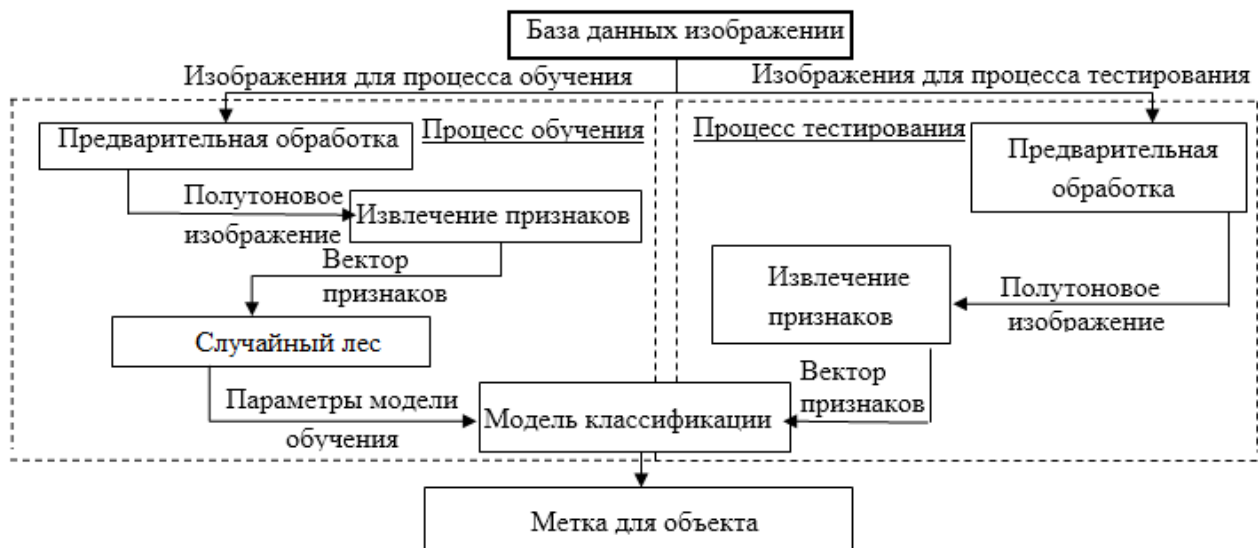 База данных изображении
Изображения для процесса обучения
Изображения для процесса тестирования
Предварительная обработка
Процесс обучения
Процесс тестирования
Предварительная
обработка
Полутоновое
изображение
Извлечение признаков
Вектор
признаков
Извлечение
признаков
Полутоновое
изображение
Случайный лес
Вектор
признаков
Параметры модели
обучения
Модель классификации
Метка для объекта